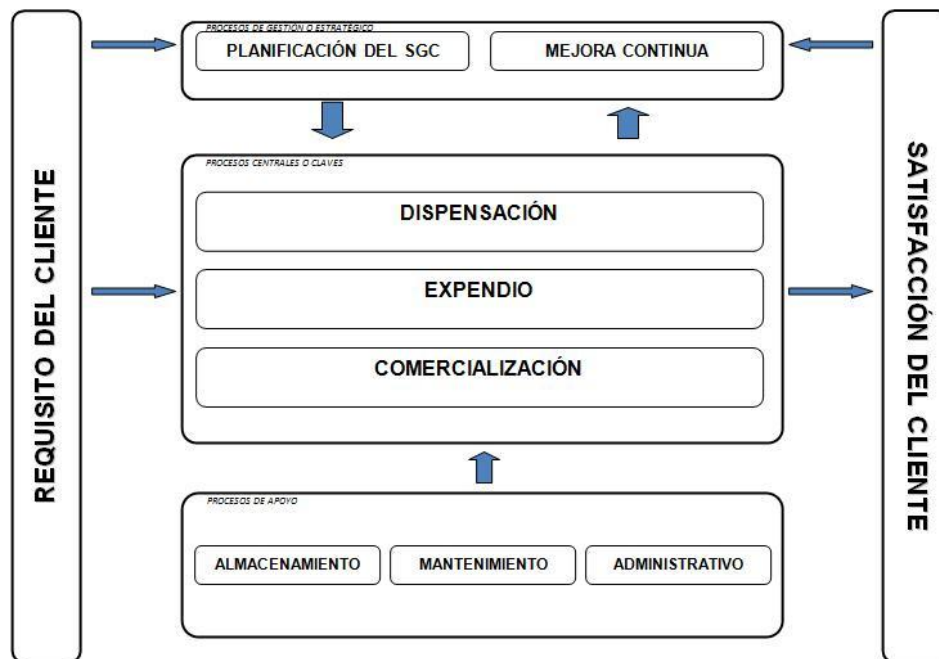 REQUISITO DEL CLIENTE
PROCESOS DE GESTIÓN O ESTRATÉGICO
PLANIFICACIÓN DEL SGC
MEJORA CONTINUA
PROCESOS CENTRALES O CLAVES
DISPENSACIÓN
EXPENDIO
COMERCIALIZACIÓN
PROCESOS DE APOYO
ALMACENAMIENTO
MANTENIMIENTO
ADMINISTRATIVO
SATISFACCIÓN DEL CLIENTE